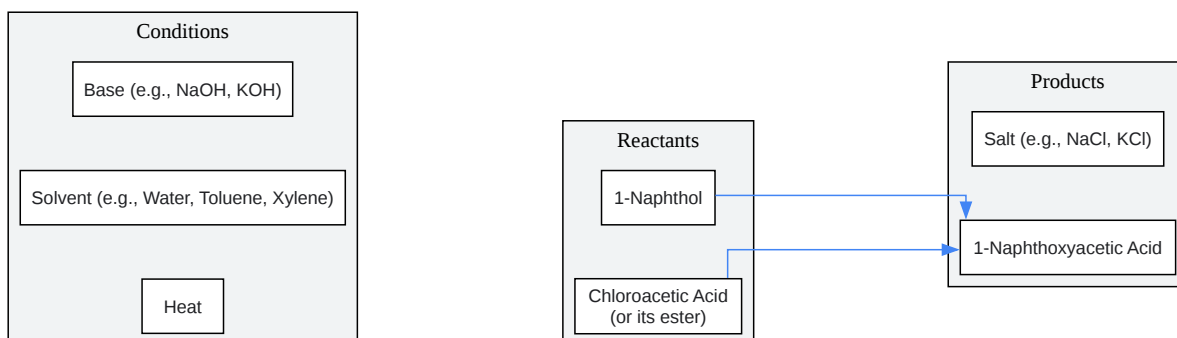 Conditions
Base (e.g., NaOH, KOH)
Solvent (e.g., Water, Toluene, Xylene)
Heat
Reactants
1-Naphthol
Chloroacetic Acid
(or its ester)
Products
Salt (e.g., NaCl, KCl)
1-Naphthoxyacetic Acid